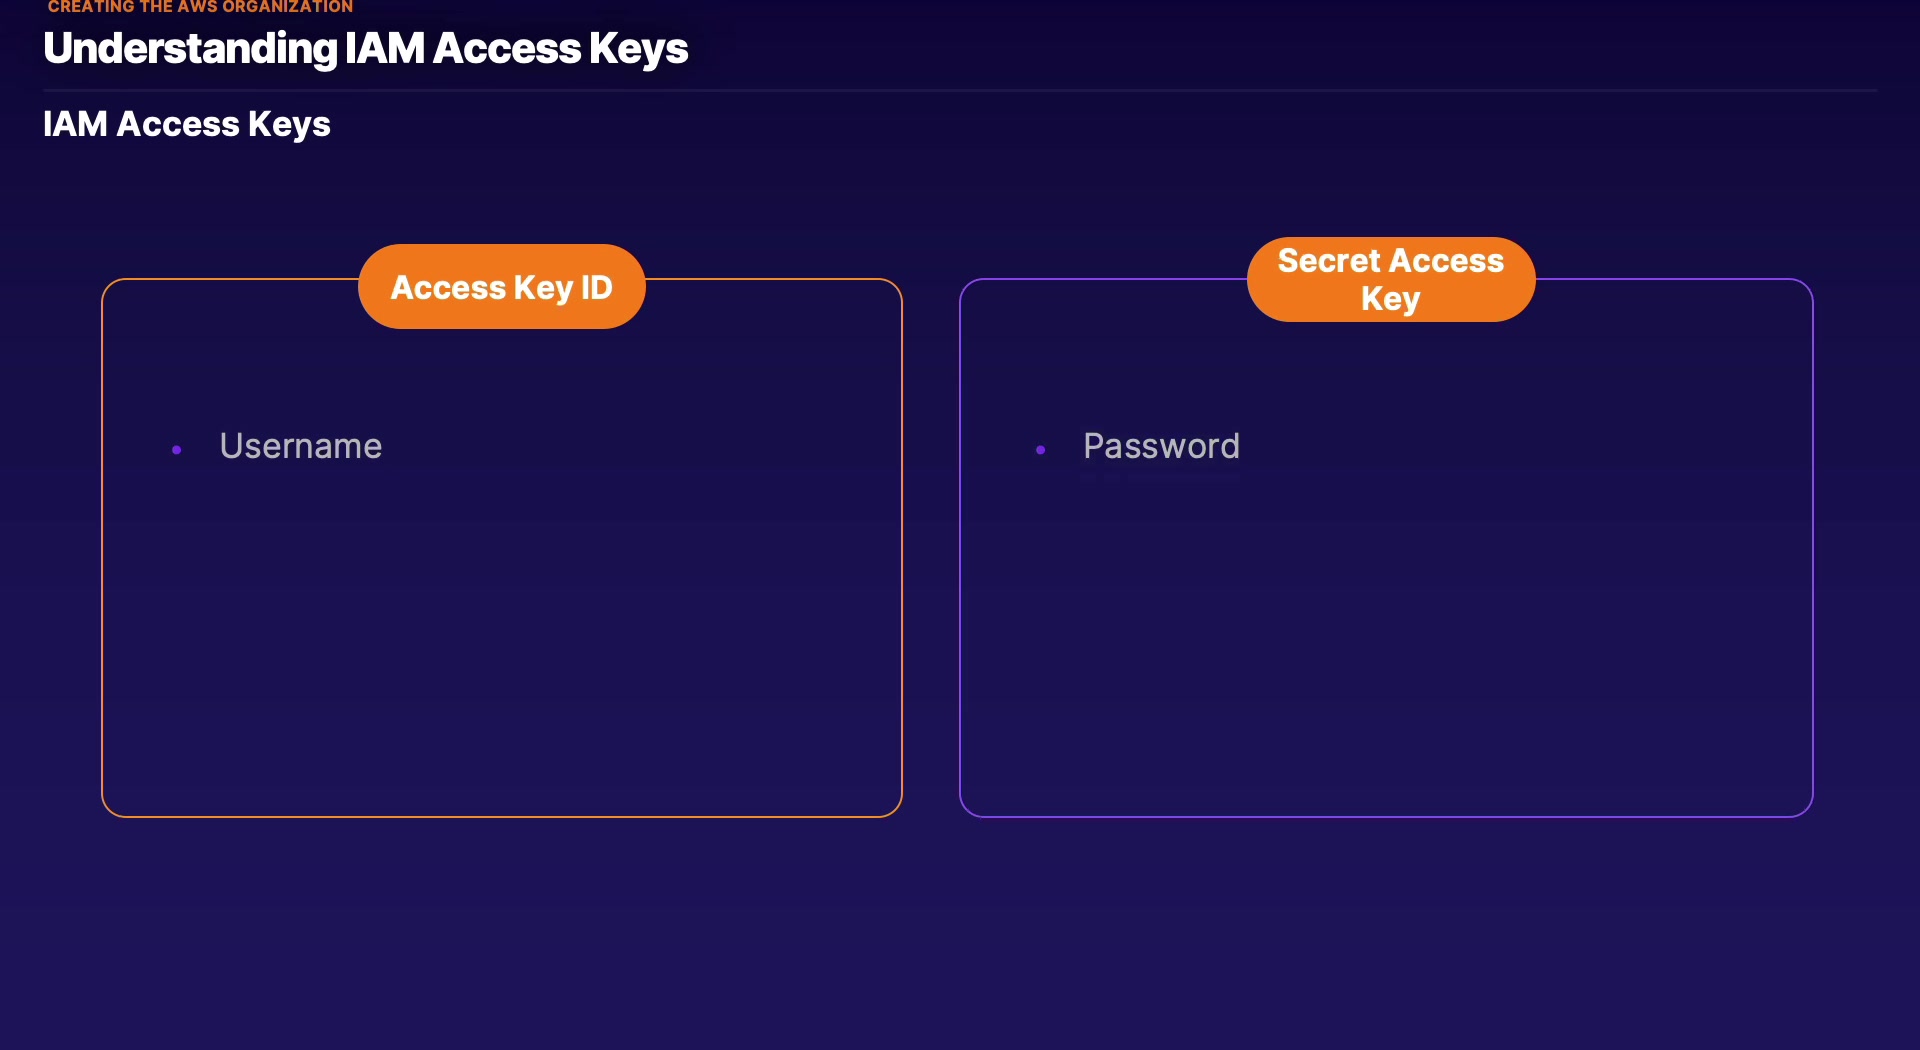 CREATING THE AWS ORGANIZATION
Understanding IAM Access Keys
IAM Access Keys
Access Key ID
Username
Secret Access
Key
Password